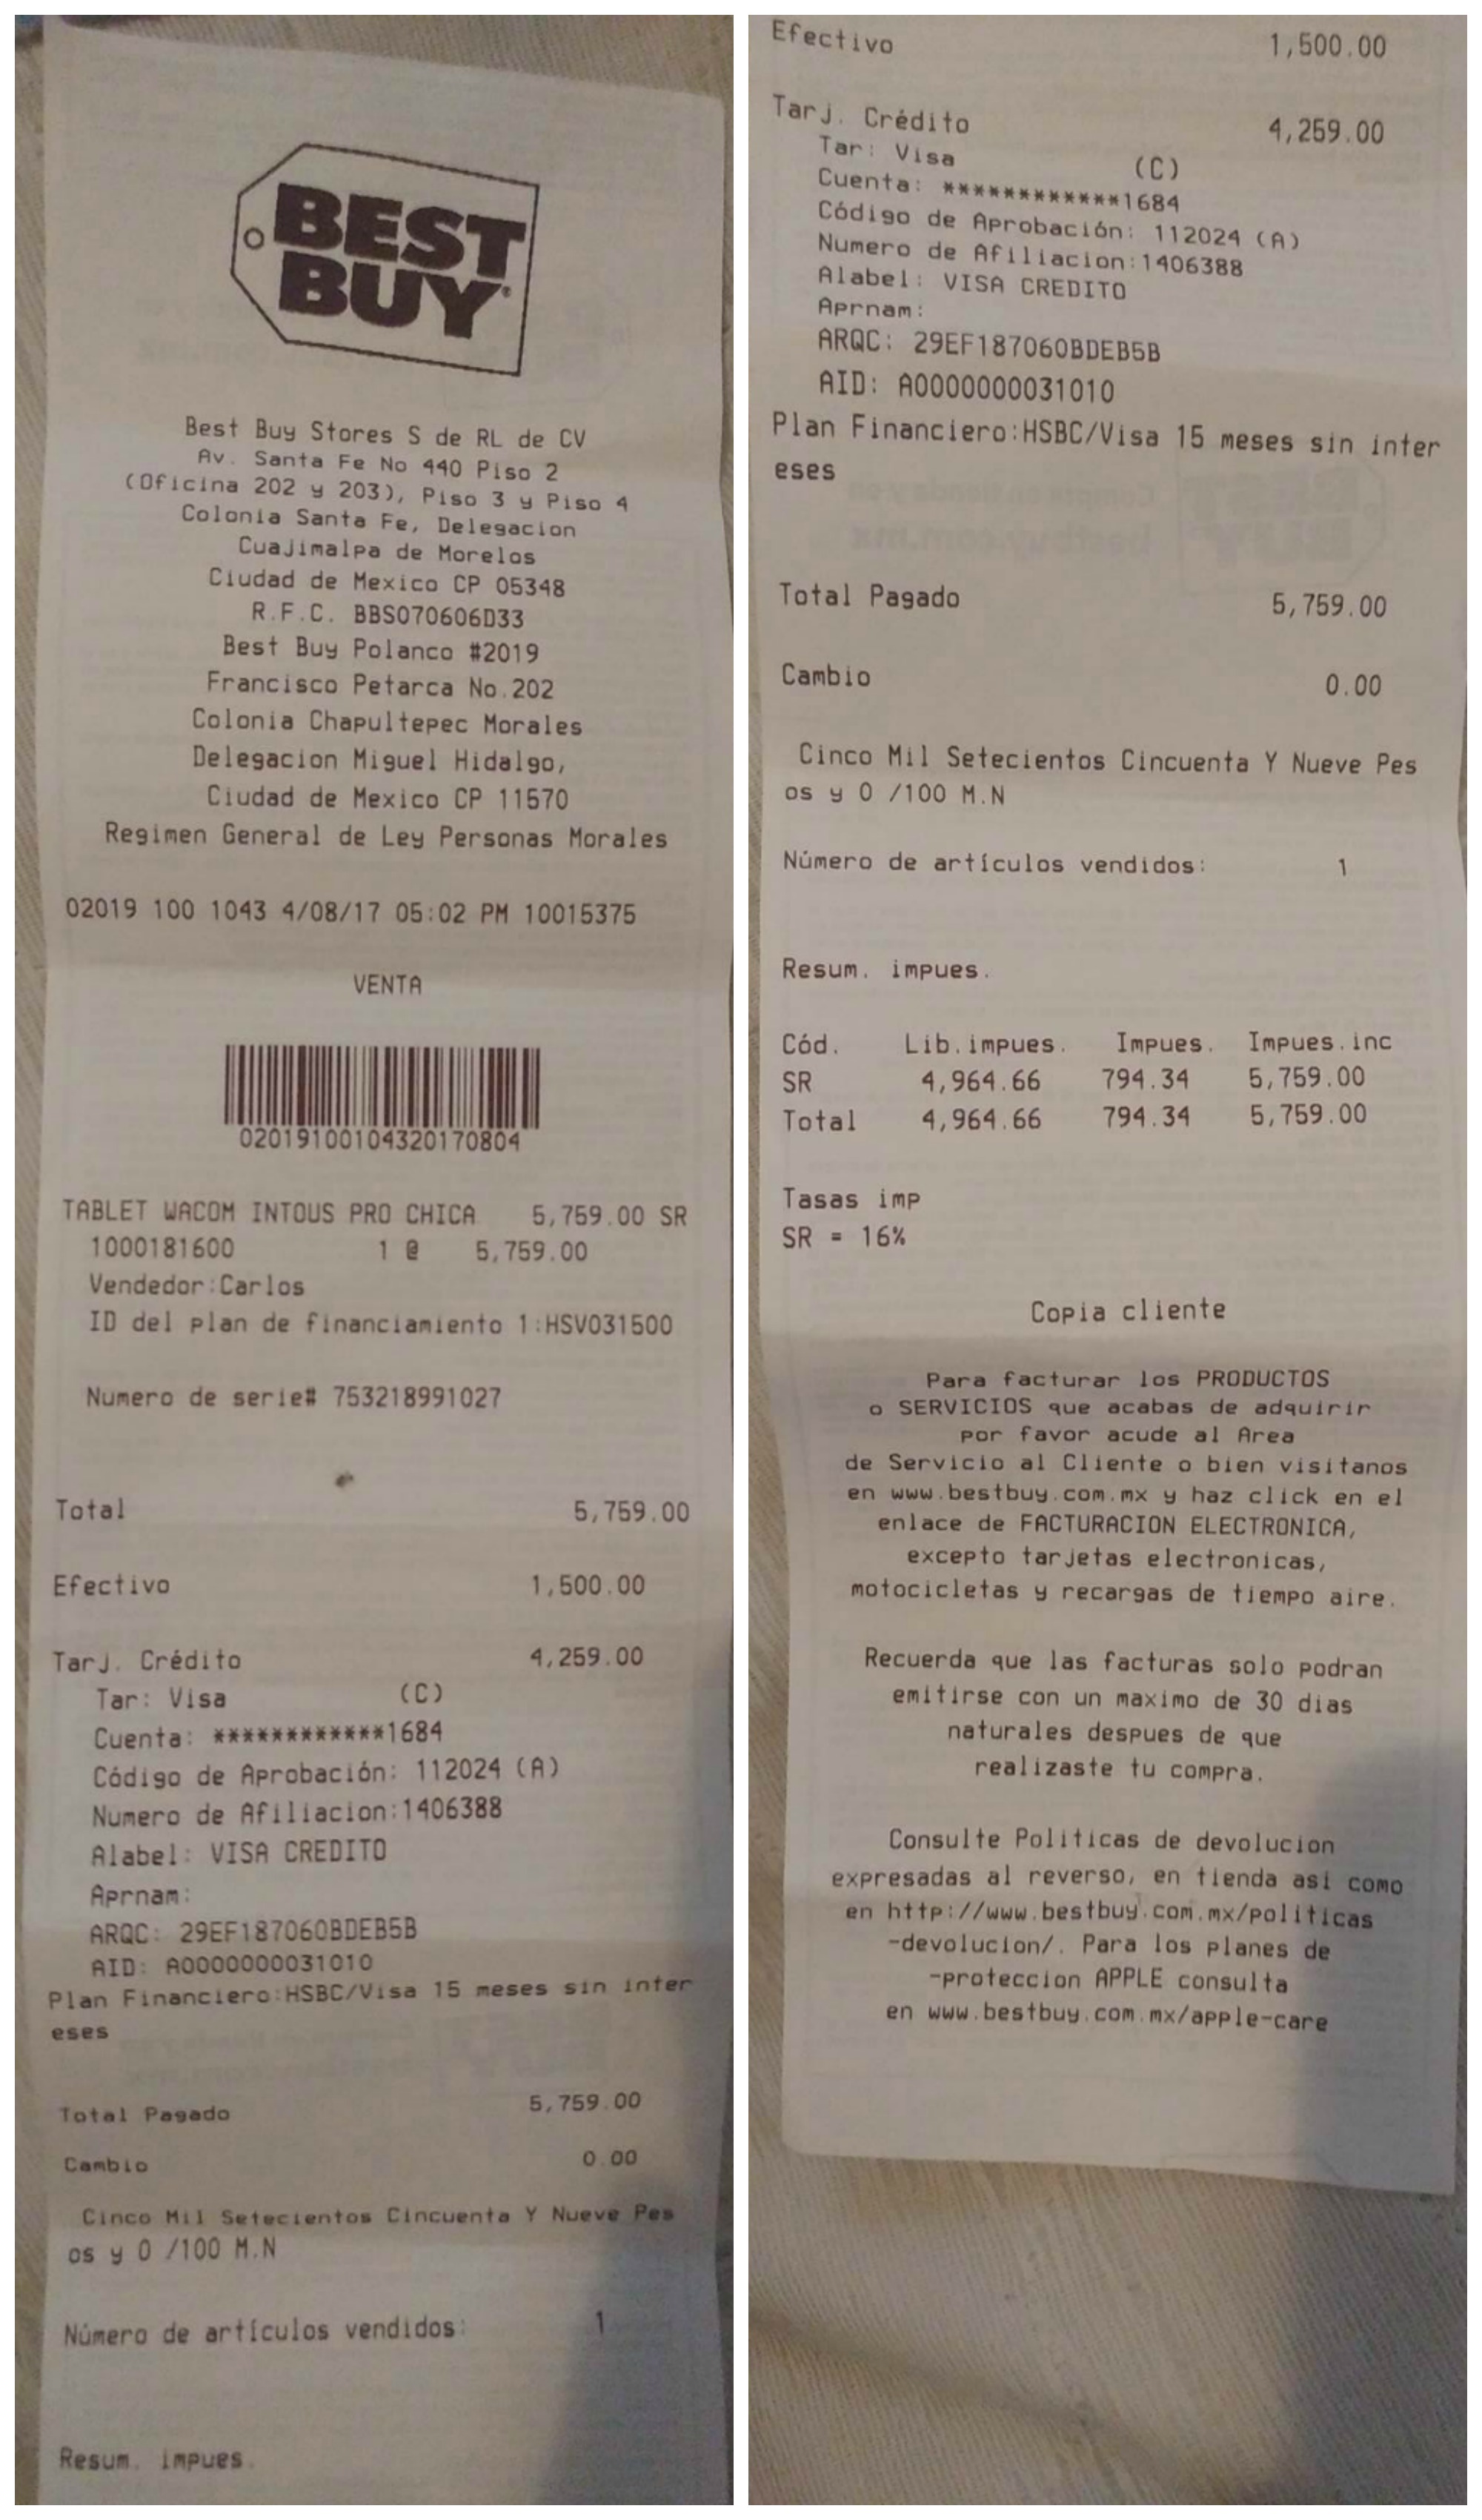 BEST
BUY
Best Buy Stores S de RL de CV
Av. Santa Fe No 440 Piso 2
(Oficina 202 y 203), Piso 3 y Piso 4
Colonia Santa Fe, Delegacion
Cuajimalpa de Morelos
Ciudad de Mexico CP 05348
R.F.C. BBS070606D33
Best Buy Polanco #2019
Francisco Petarca No.202
Colonia Chapultepec Morales
Delegacion Miguel Hidalgo,
Ciudad de Mexico CP 11570
Regimen General de Ley Personas Morales
02019 100 1043 4/08/17 05:02 PM 10015375
VENTA
02019100104320170804
TABLET WACOM INTOUS PRO CHICA 5,759.00 SR
1000181600 1 @ 5,759.00
Vendedor:Carlos
ID del plan de financiamiento 1:HSV031500
Numero de serie# 753218991027
Total 5,759.00
Efectivo 1,500.00
Tarj. Crédito 4,259.00
Tar: Visa (C)
Cuenta: ************1684
Código de Aprobación: 112024 (A)
Numero de Afiliacion:1406388
Alabel: VISA CREDITO
Aprnam:
ARQC: 29EF187060BDEB5B
AID: A0000000031010
Plan Financiero:HSBC/Visa 15 meses sin inter
eses
Total Pagado 5,759.00
Cambio 0.00
Cinco Mil Setecientos Cincuenta Y Nueve Pes
os y 0 /100 M.N
Número de artículos vendidos: 1
Resum. impues.
Efectivo 1,500.00
Tarj. Crédito 4,259.00
Tar: Visa (C)
Cuenta: ************1684
Código de Aprobación: 112024 (A)
Numero de Afiliacion:1406388
Alabel: VISA CREDITO
Aprnam:
ARQC: 29EF187060BDEB5B
AID: A0000000031010
Plan Financiero:HSBC/Visa 15 meses sin inter
eses
Total Pagado 5,759.00
Cambio 0.00
Cinco Mil Setecientos Cincuenta Y Nueve Pes
os y 0 /100 M.N
Número de artículos vendidos: 1
Resum. impues.
Cód. Lib.impues. Impues. Impues.inc
SR 4,964.66 794.34 5,759.00
Total 4,964.66 794.34 5,759.00
Tasas imp
SR = 16%
Copia cliente
Para facturar los PRODUCTOS
o SERVICIOS que acabas de adquirir
por favor acude al Area
de Servicio al Cliente o bien visitanos
en www.bestbuy.com.mx y haz click en el
enlace de FACTURACION ELECTRONICA,
excepto tarjetas electronicas,
motocicletas y recargas de tiempo aire.
Recuerda que las facturas solo podran
emitirse con un maximo de 30 dias
naturales despues de que
realizaste tu compra.
Consulte Politicas de devolucion
expresadas al reverso, en tienda asi como
en http://www.bestbuy.com.mx/politicas
-devolucion/. Para los planes de
-proteccion APPLE consulta
en www.bestbuy.com.mx/apple-care